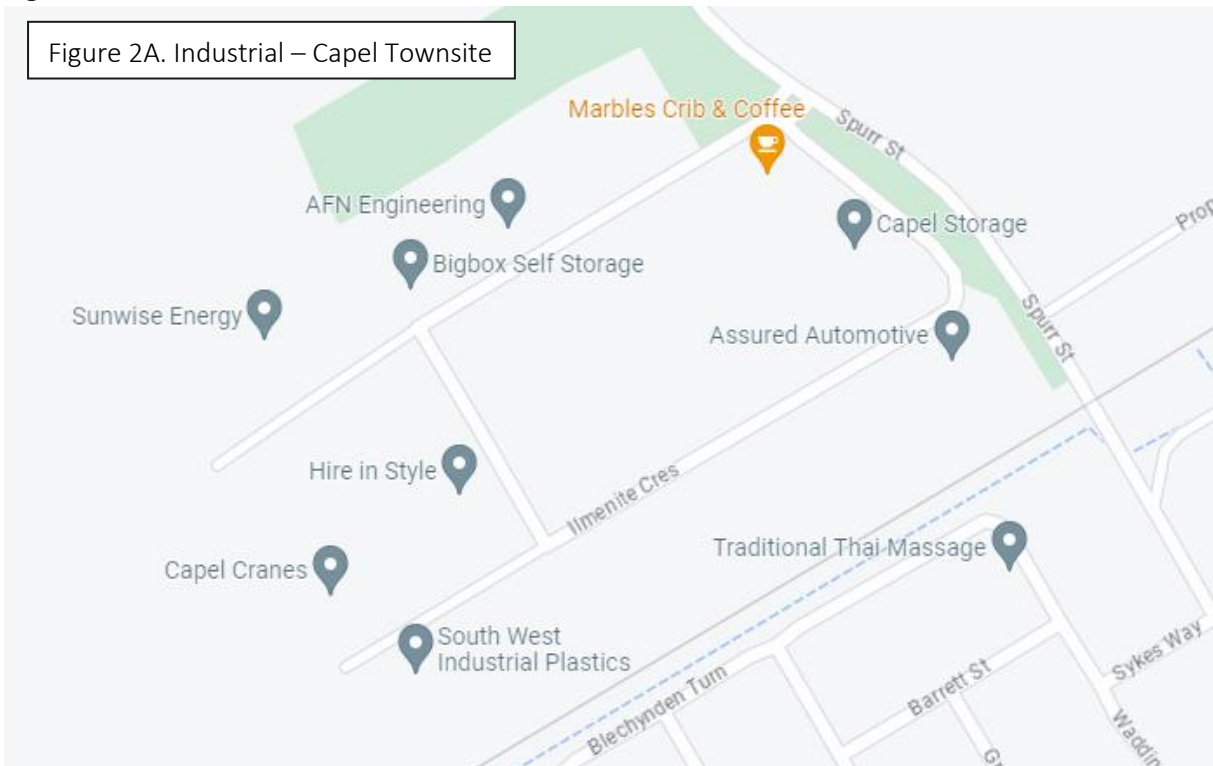 Figure 2A. Industrial – Capel Townsite
Marbles Crib & Coffee
Spurr St
AFN Engineering
Capel Storage
Bigbox Self Storage
Sunwise Energy
Assured Automotive
Spurr St
Hire in Style
Ilmenite Cres
Traditional Thai Massage
Capel Cranes
South West
Industrial Plastics
Sykes Way
Barrett St
Blechynden Turn